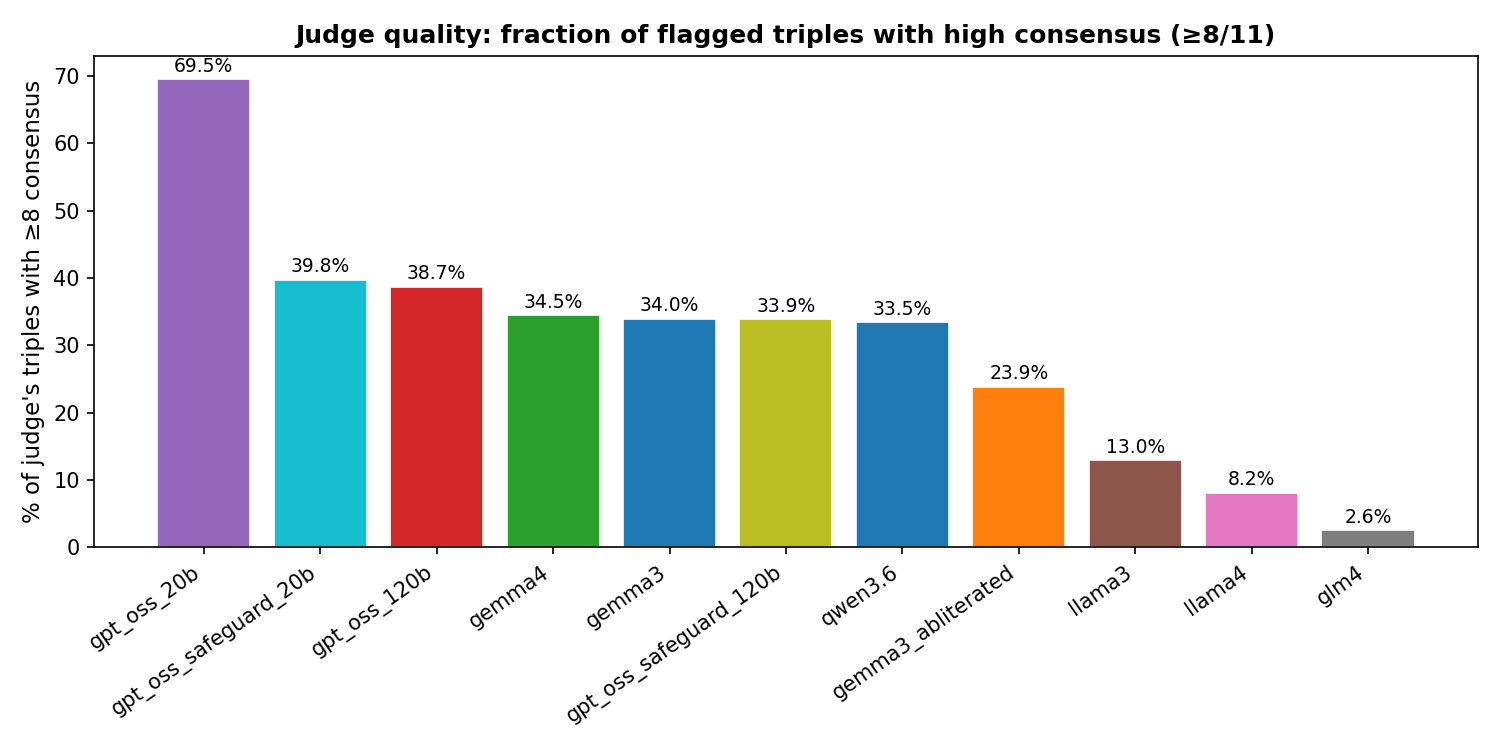 Judge quality: fraction of flagged triples with high consensus (≥8/11)
% of judge's triples with ≥8 consensus
70
60
50
40
30
20
10
0
69.5%
39.8%
38.7%
34.5%
34.0%
33.9%
33.5%
23.9%
13.0%
8.2%
2.6%
gpt_oss_20b
gpt_oss_safeguard_20b
gpt_oss_120b
gemma4
gemma3
gpt_oss_safeguard_120b
qwen3.6
gemma3_abliterated
llama3
llama4
glm4